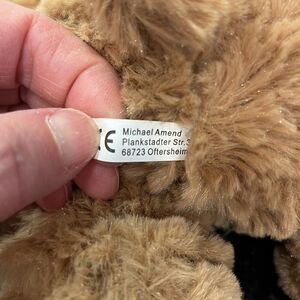 CE Michael Amend
Plankstadter Str.
68723 Oftersheim